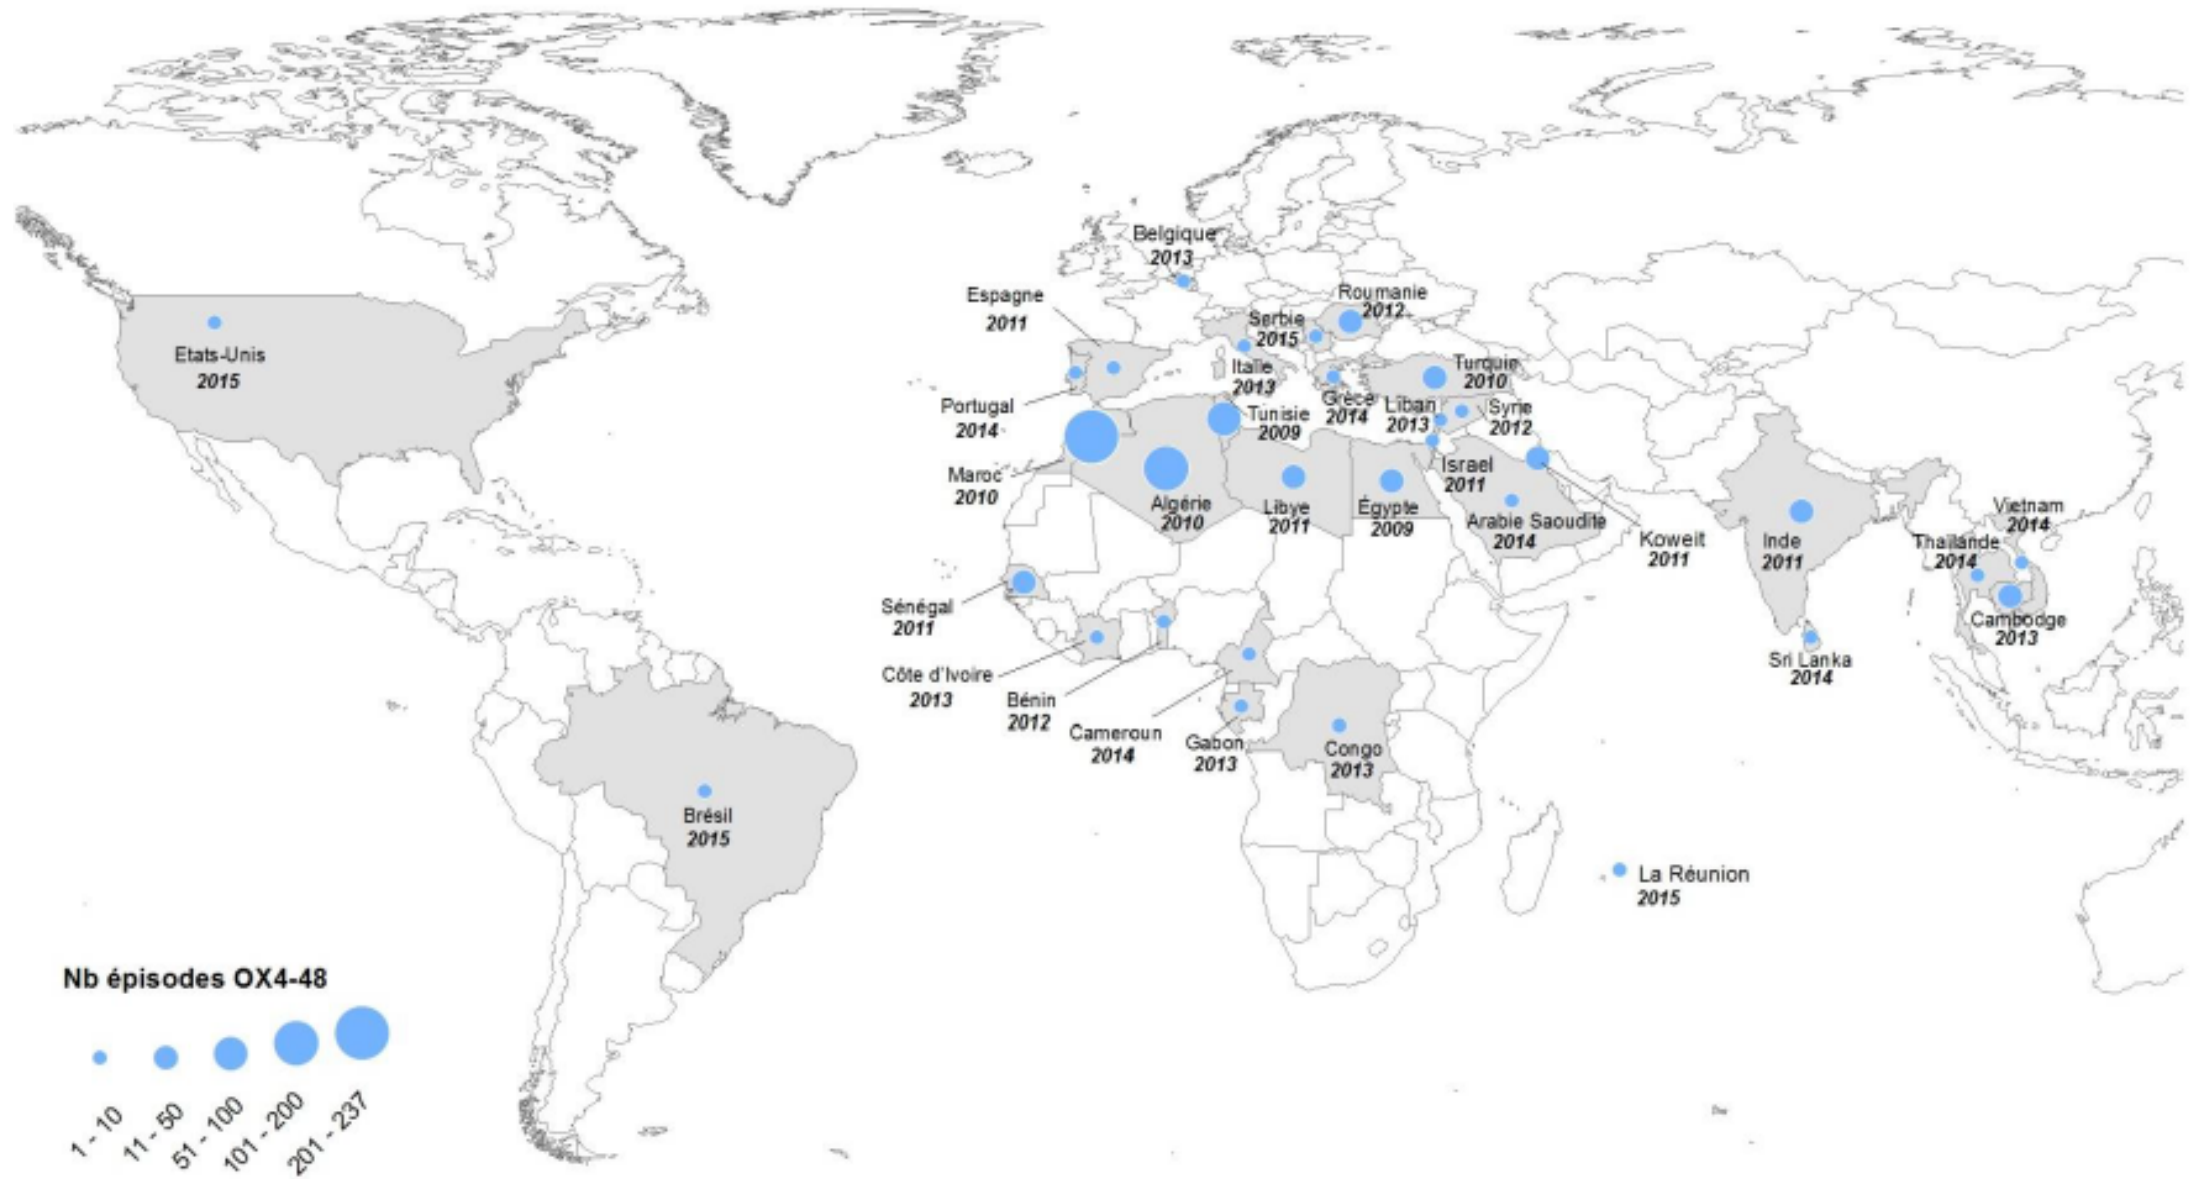 Belgique
2013
Espagne
2011
Roumanie
2012
Serbie
2015
Etats-Unis
2015
Italie
2013
Turquie
2010
Portugal
2014
Grèce
2014
Liban
2013
Syrie
2012
Tunisie
2009
Maroc
2010
Israel
2011
Algérie
2010
Libye
2011
Égypte
2009
Arabie Saoudite
2014
Koweit
2011
Inde
2011
Vietnam
2014
Thaïlande
2014
Sénégal
2011
Cambodge
2013
Sri Lanka
2014
Côte d'Ivoire
2013
Bénin
2012
Cameroun
2014
Gabon
2013
Congo
2013
Brésil
2015
La Réunion
2015
Nb épisodes OX4-48
1 - 10
11 - 50
51 - 100
101 - 200
201 - 237